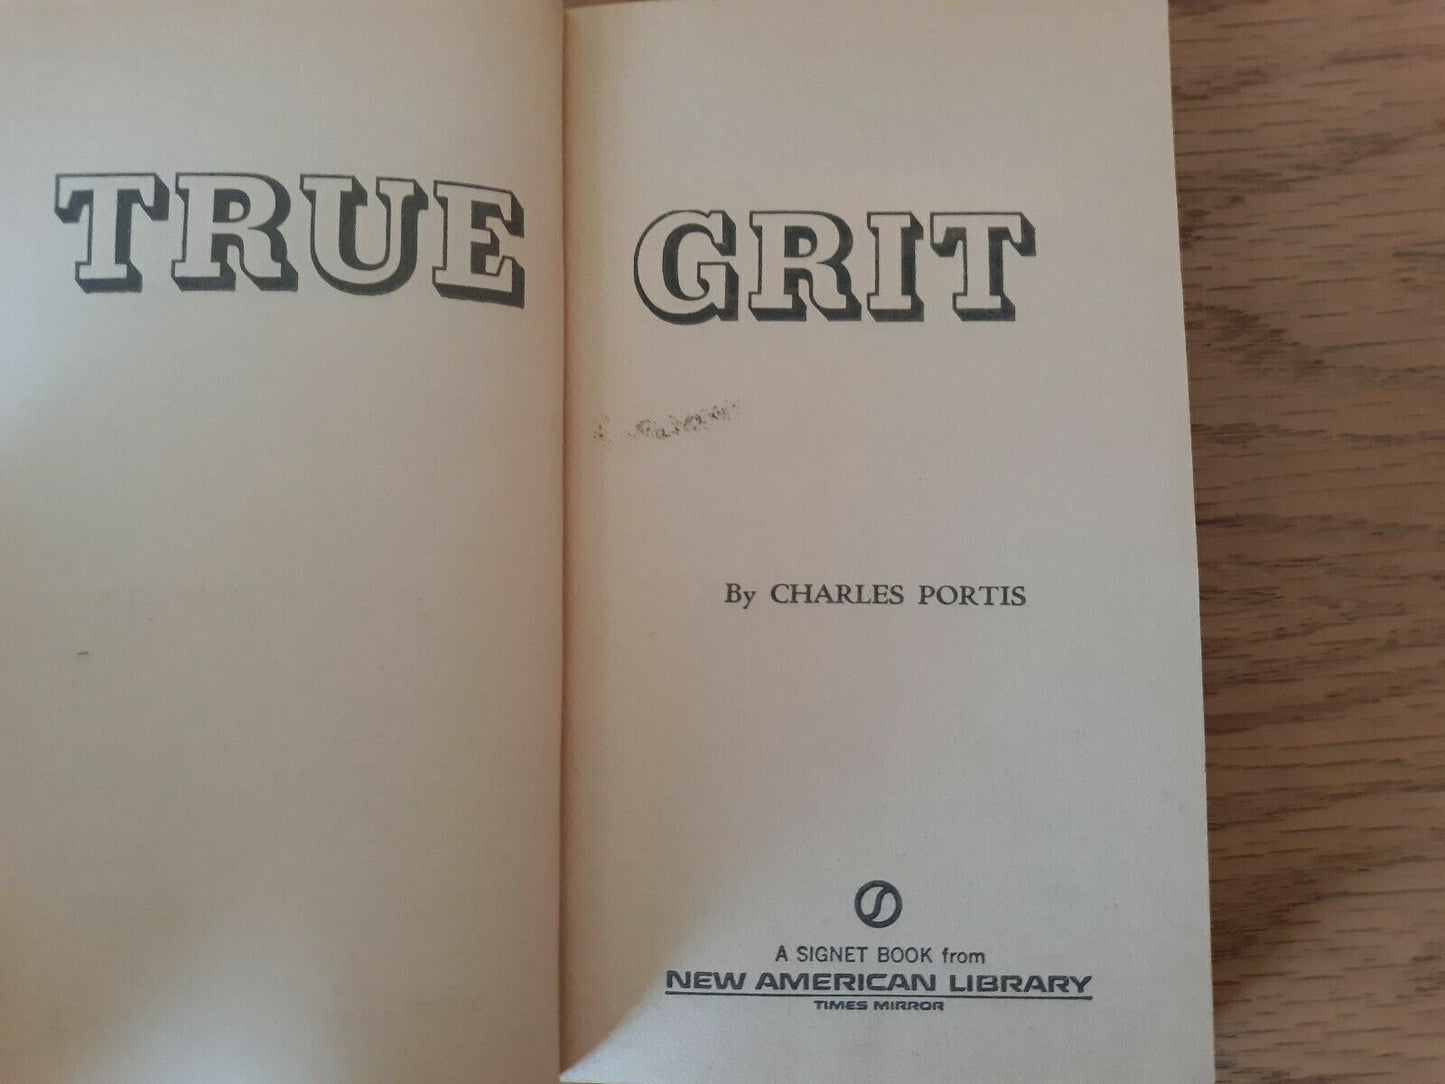 TRUE GRIT
By CHARLES PORTIS
A SIGNET BOOK from
NEW AMERICAN LIBRARY
TIMES MIRROR